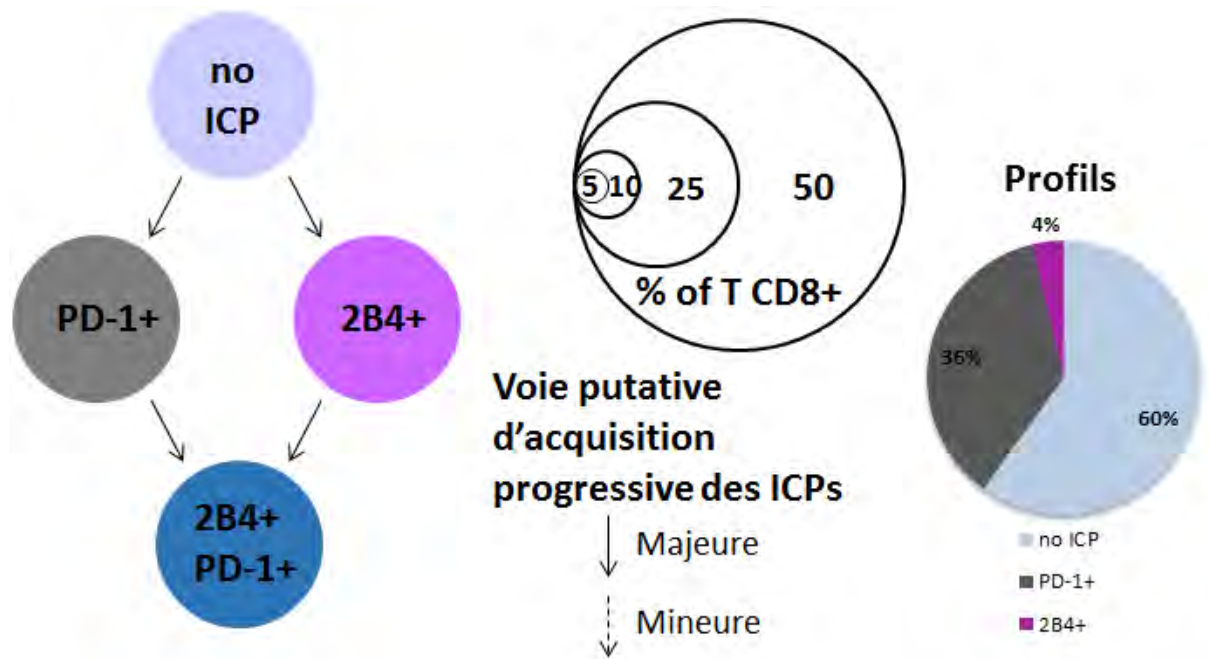 no
ICP
PD-1+
2B4+
2B4+
PD-1+
5
10
25
50
% of T CD8+
Voie putative
d'acquisition
progressive des ICPs
Majeure
Mineure
Profils
4%
36%
60%
no ICP
PD-1+
2B4+